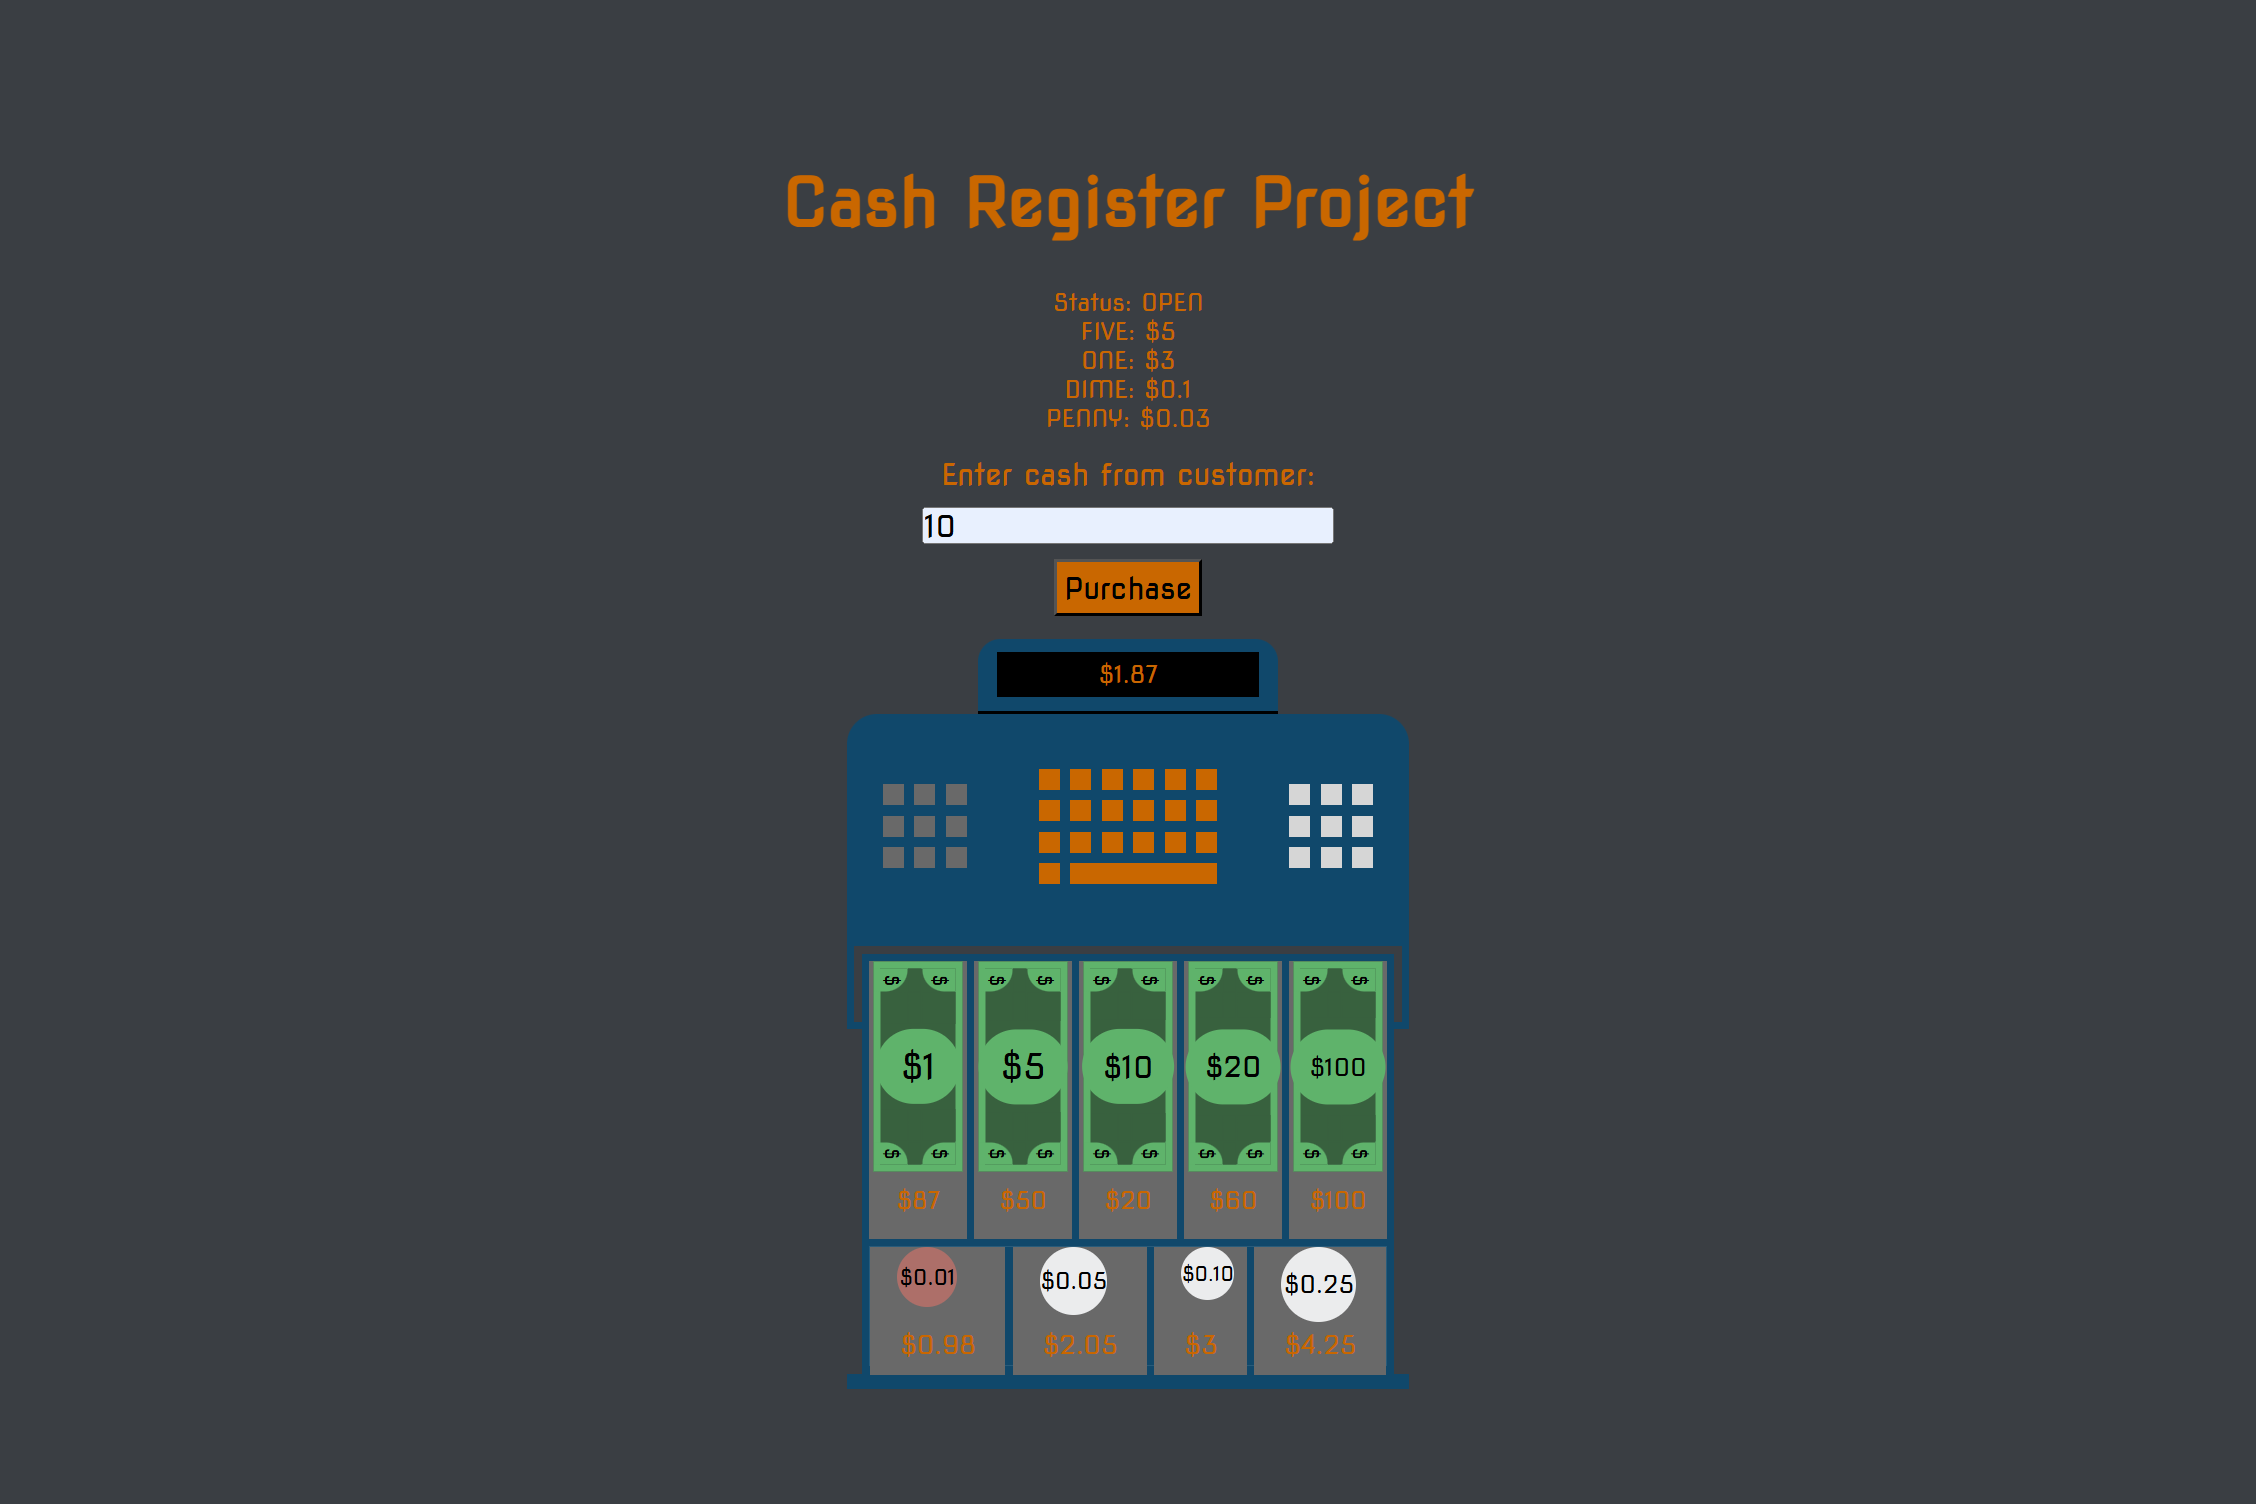 Cash Register Project
Status: OPEN
FIVE: $5
ONE: $3
DIME: $0.1
PENNY: $0.03
Enter cash from customer:
10
Purchase
$1.87
$ $ $ $ $ $ $ $ $ $
$1 $5 $10 $20 $100
$ $ $ $ $ $ $ $ $ $
$87 $50 $20 $60 $100
$0.01 $0.05 $0.10 $0.25
$0.98 $2.05 $3 $4.25